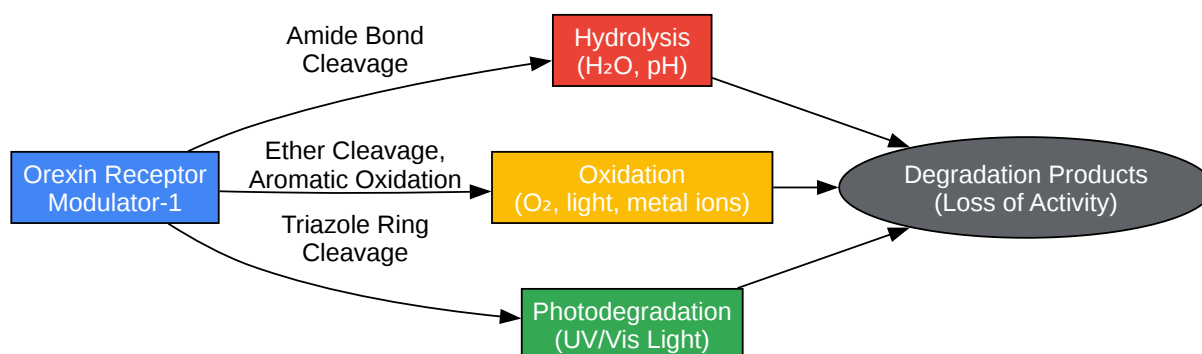 Amide Bond
Cleavage
Hydrolysis
(H₂O, pH)
Orexin Receptor
Modulator-1
Ether Cleavage,
Aromatic Oxidation
Oxidation
(O₂, light, metal ions)
Degradation Products
(Loss of Activity)
Triazole Ring
Cleavage
Photodegradation
(UV/Vis Light)